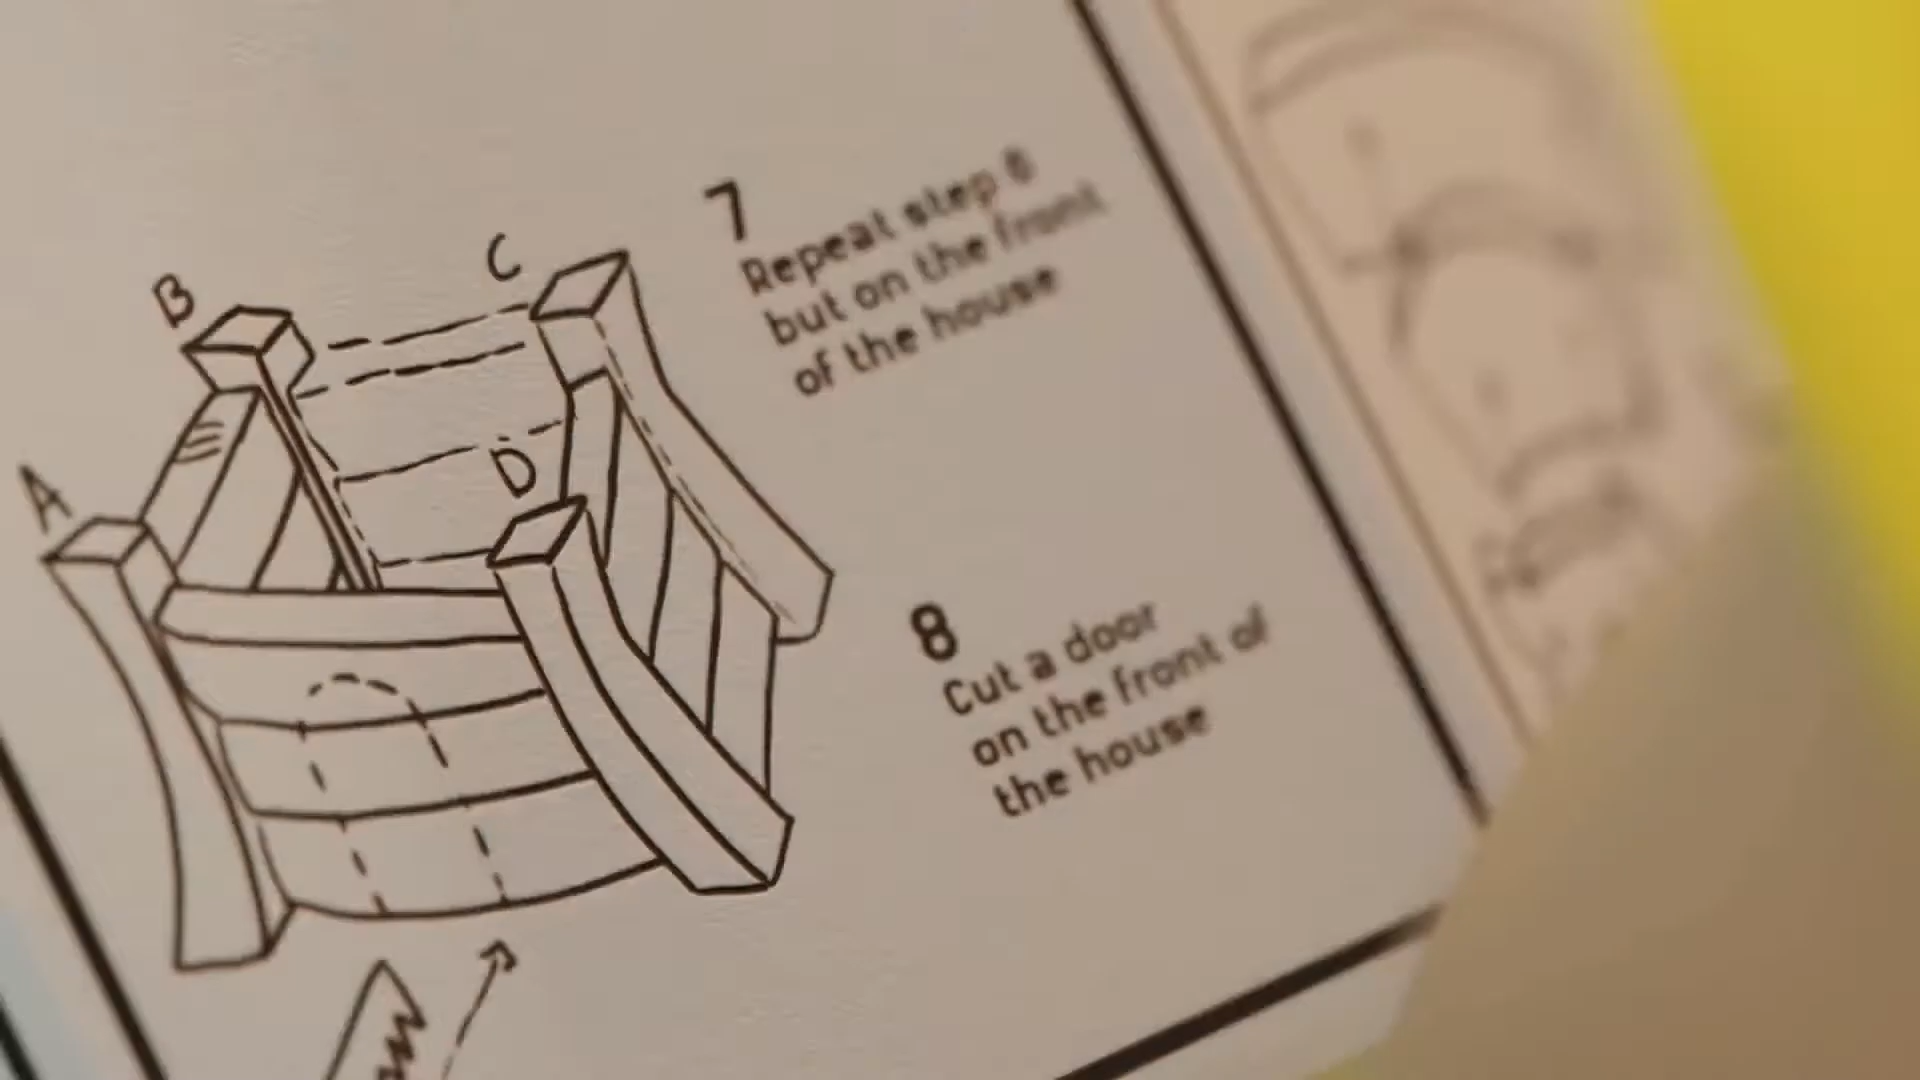 B
C
A
D
7
Repeat step 6
but on the front
of the house
8
Cut a door
on the front of
the house